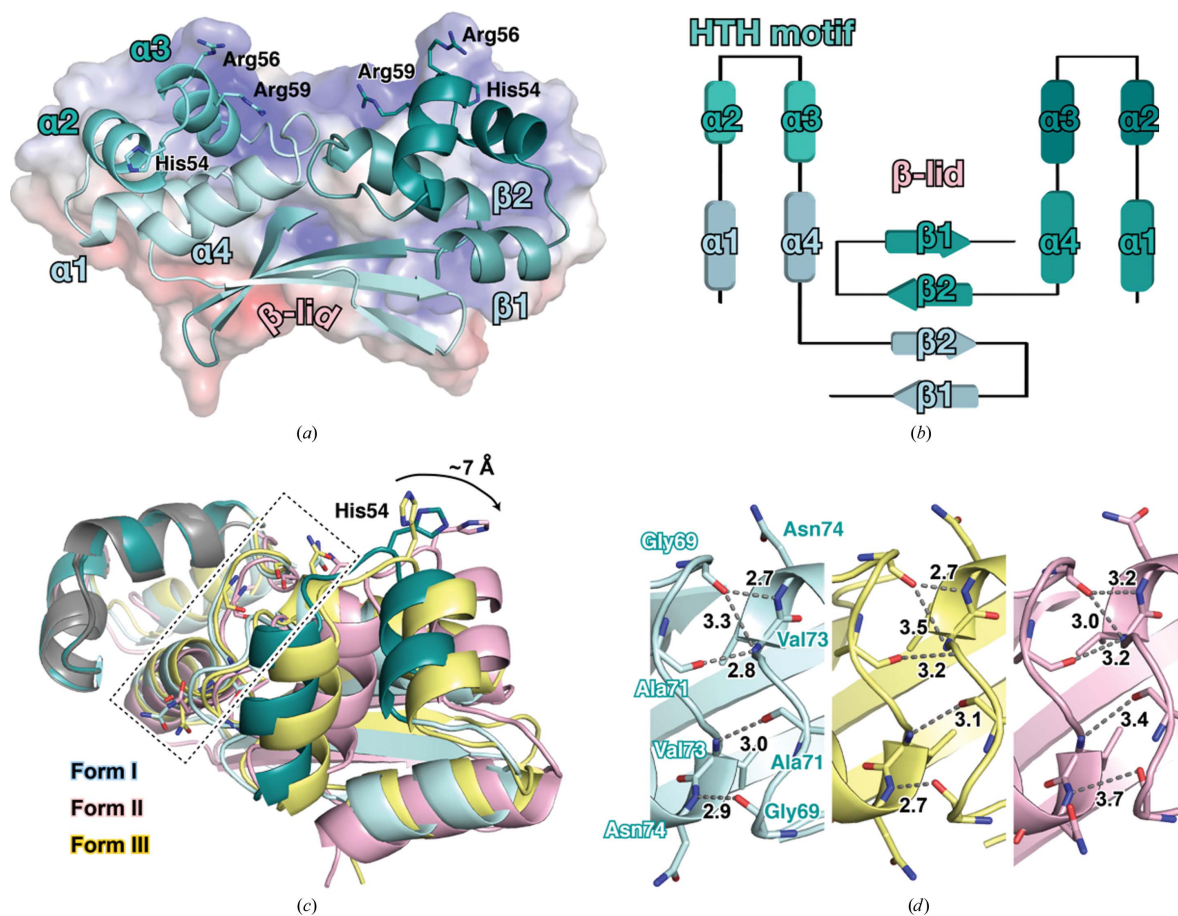 α3
Arg56
Arg59
α2
His54
α1
α4
β-lid
Arg56
Arg59
His54
β2
β1
(a)
HTH motif
α2
α3
α3
α2
β-lid
α1
α4
β1
α4
α1
β2
β2
β1
(b)
~7 Å
His54
Form I
Form II
Form III
(c)
Gly69
Asn74
2.7
3.3
Val73
2.8
Ala71
Val73
3.0
Ala71
2.9
Gly69
Asn74
2.7
3.5
3.2
3.1
2.7
3.2
3.0
3.2
3.4
3.7
(d)